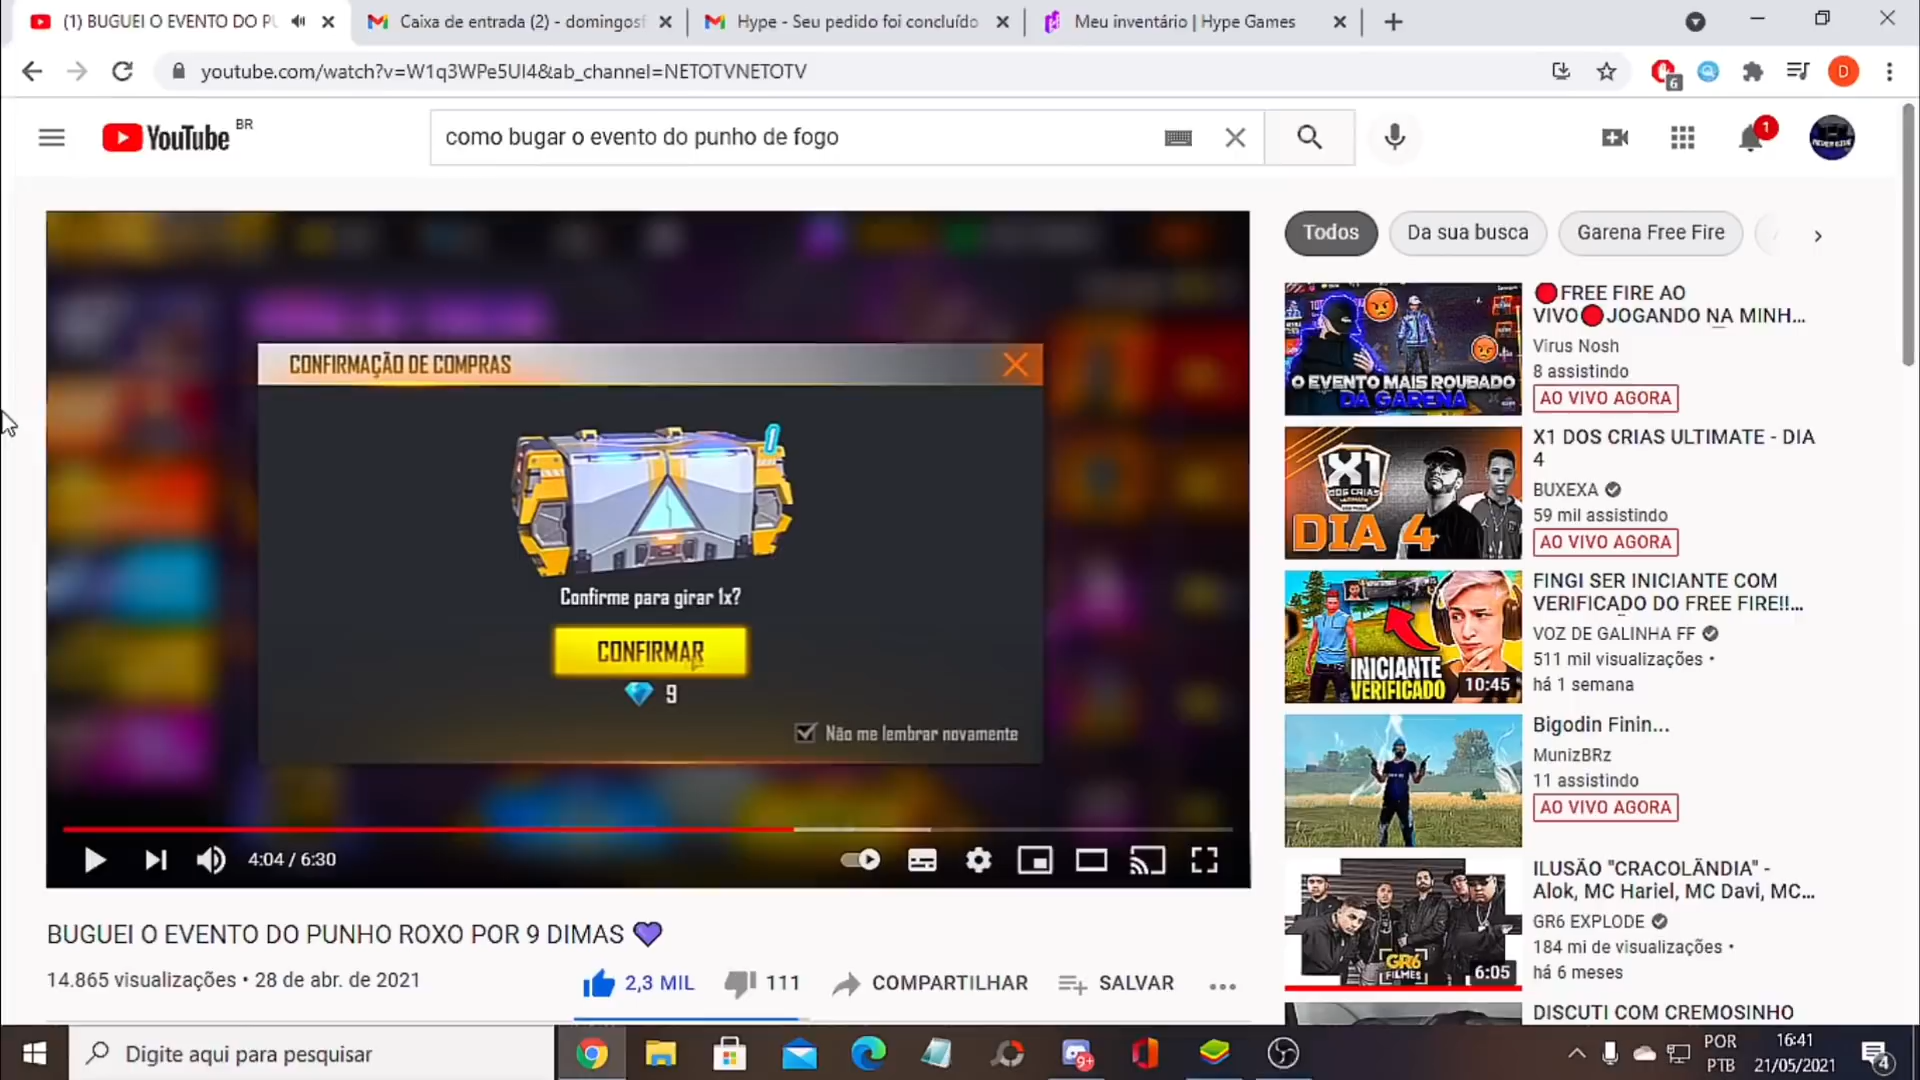 (1) BUGUEI O EVENTO DO PU
Caixa de entrada (2) - domingosf
Hype - Seu pedido foi concluído
Meu inventário | Hype Games
youtube.com/watch?v=W1q3WPe5UI4&ab_channel=NETOTVNETOTV
6
D
YouTube BR
como bugar o evento do punho de fogo
1
Todos
Da sua busca
Garena Free Fire
CONFIRMAÇÃO DE COMPRAS
Confirme para girar 1x?
CONFIRMAR
9
Não me lembrar novamente
4:04 / 6:30
BUGUEI O EVENTO DO PUNHO ROXO POR 9 DIMAS 💜
14.865 visualizações • 28 de abr. de 2021
2,3 MIL
111
COMPARTILHAR
SALVAR
O EVENTO MAIS ROUBADO
DA GARENA
🔴FREE FIRE AO
VIVO🔴JOGANDO NA MINH...
Virus Nosh
8 assistindo
AO VIVO AGORA
X1
DOS CRIAS
DIA 4
X1 DOS CRIAS ULTIMATE - DIA
4
BUXEXA
59 mil assistindo
AO VIVO AGORA
INICIANTE
VERIFICADO
10:45
FINGI SER INICIANTE COM
VERIFICADO DO FREE FIRE!!...
VOZ DE GALINHA FF
511 mil visualizações •
há 1 semana
Bigodin Finin...
MunizBRz
11 assistindo
AO VIVO AGORA
GR6
FILMES
6:05
ILUSÃO "CRACOLÂNDIA" -
Alok, MC Hariel, MC Davi, MC...
GR6 EXPLODE
184 mi de visualizações •
há 6 meses
DISCUTI COM CREMOSINHO
Digite aqui para pesquisar
9+
POR
PTB
16:41
21/05/2021
4